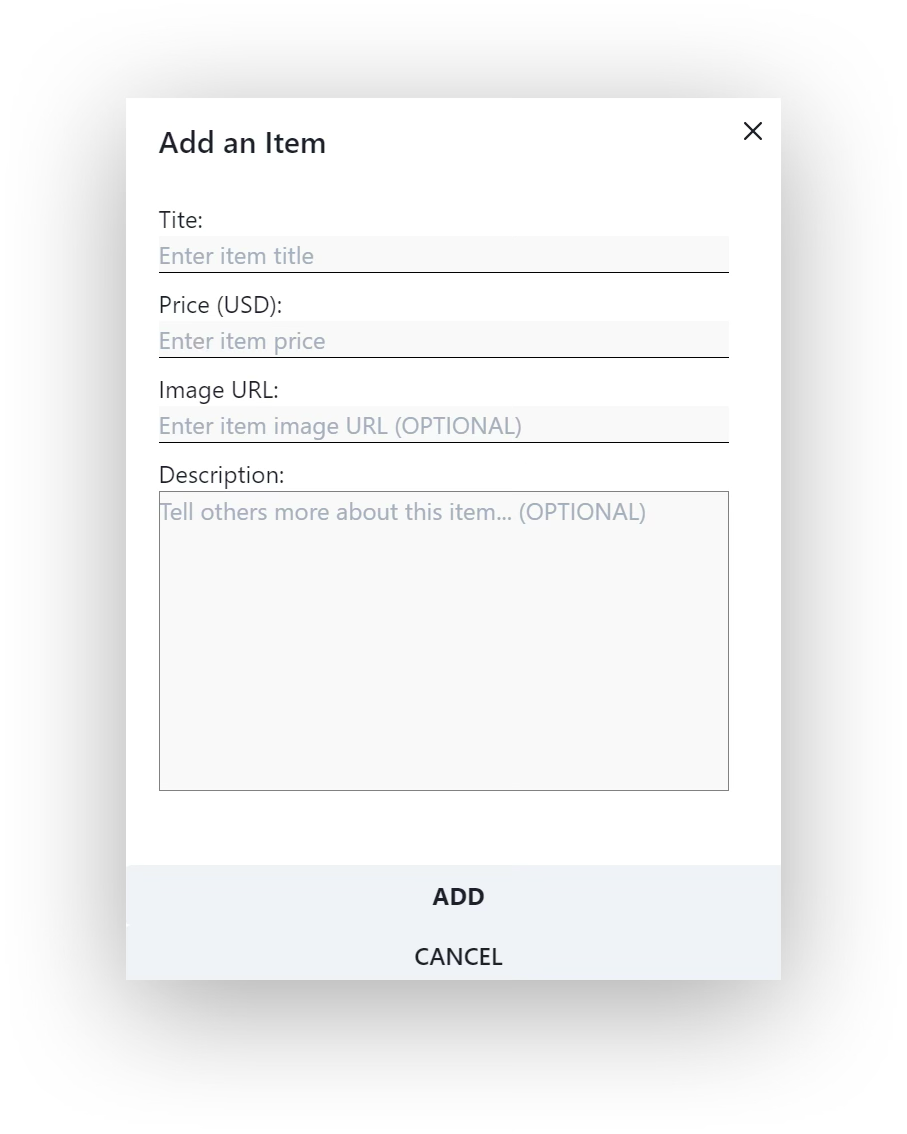 Add an Item
Tite:
Enter item title
Price (USD):
Enter item price
Image URL:
Enter item image URL (OPTIONAL)
Description:
Tell others more about this item... (OPTIONAL)
ADD
CANCEL